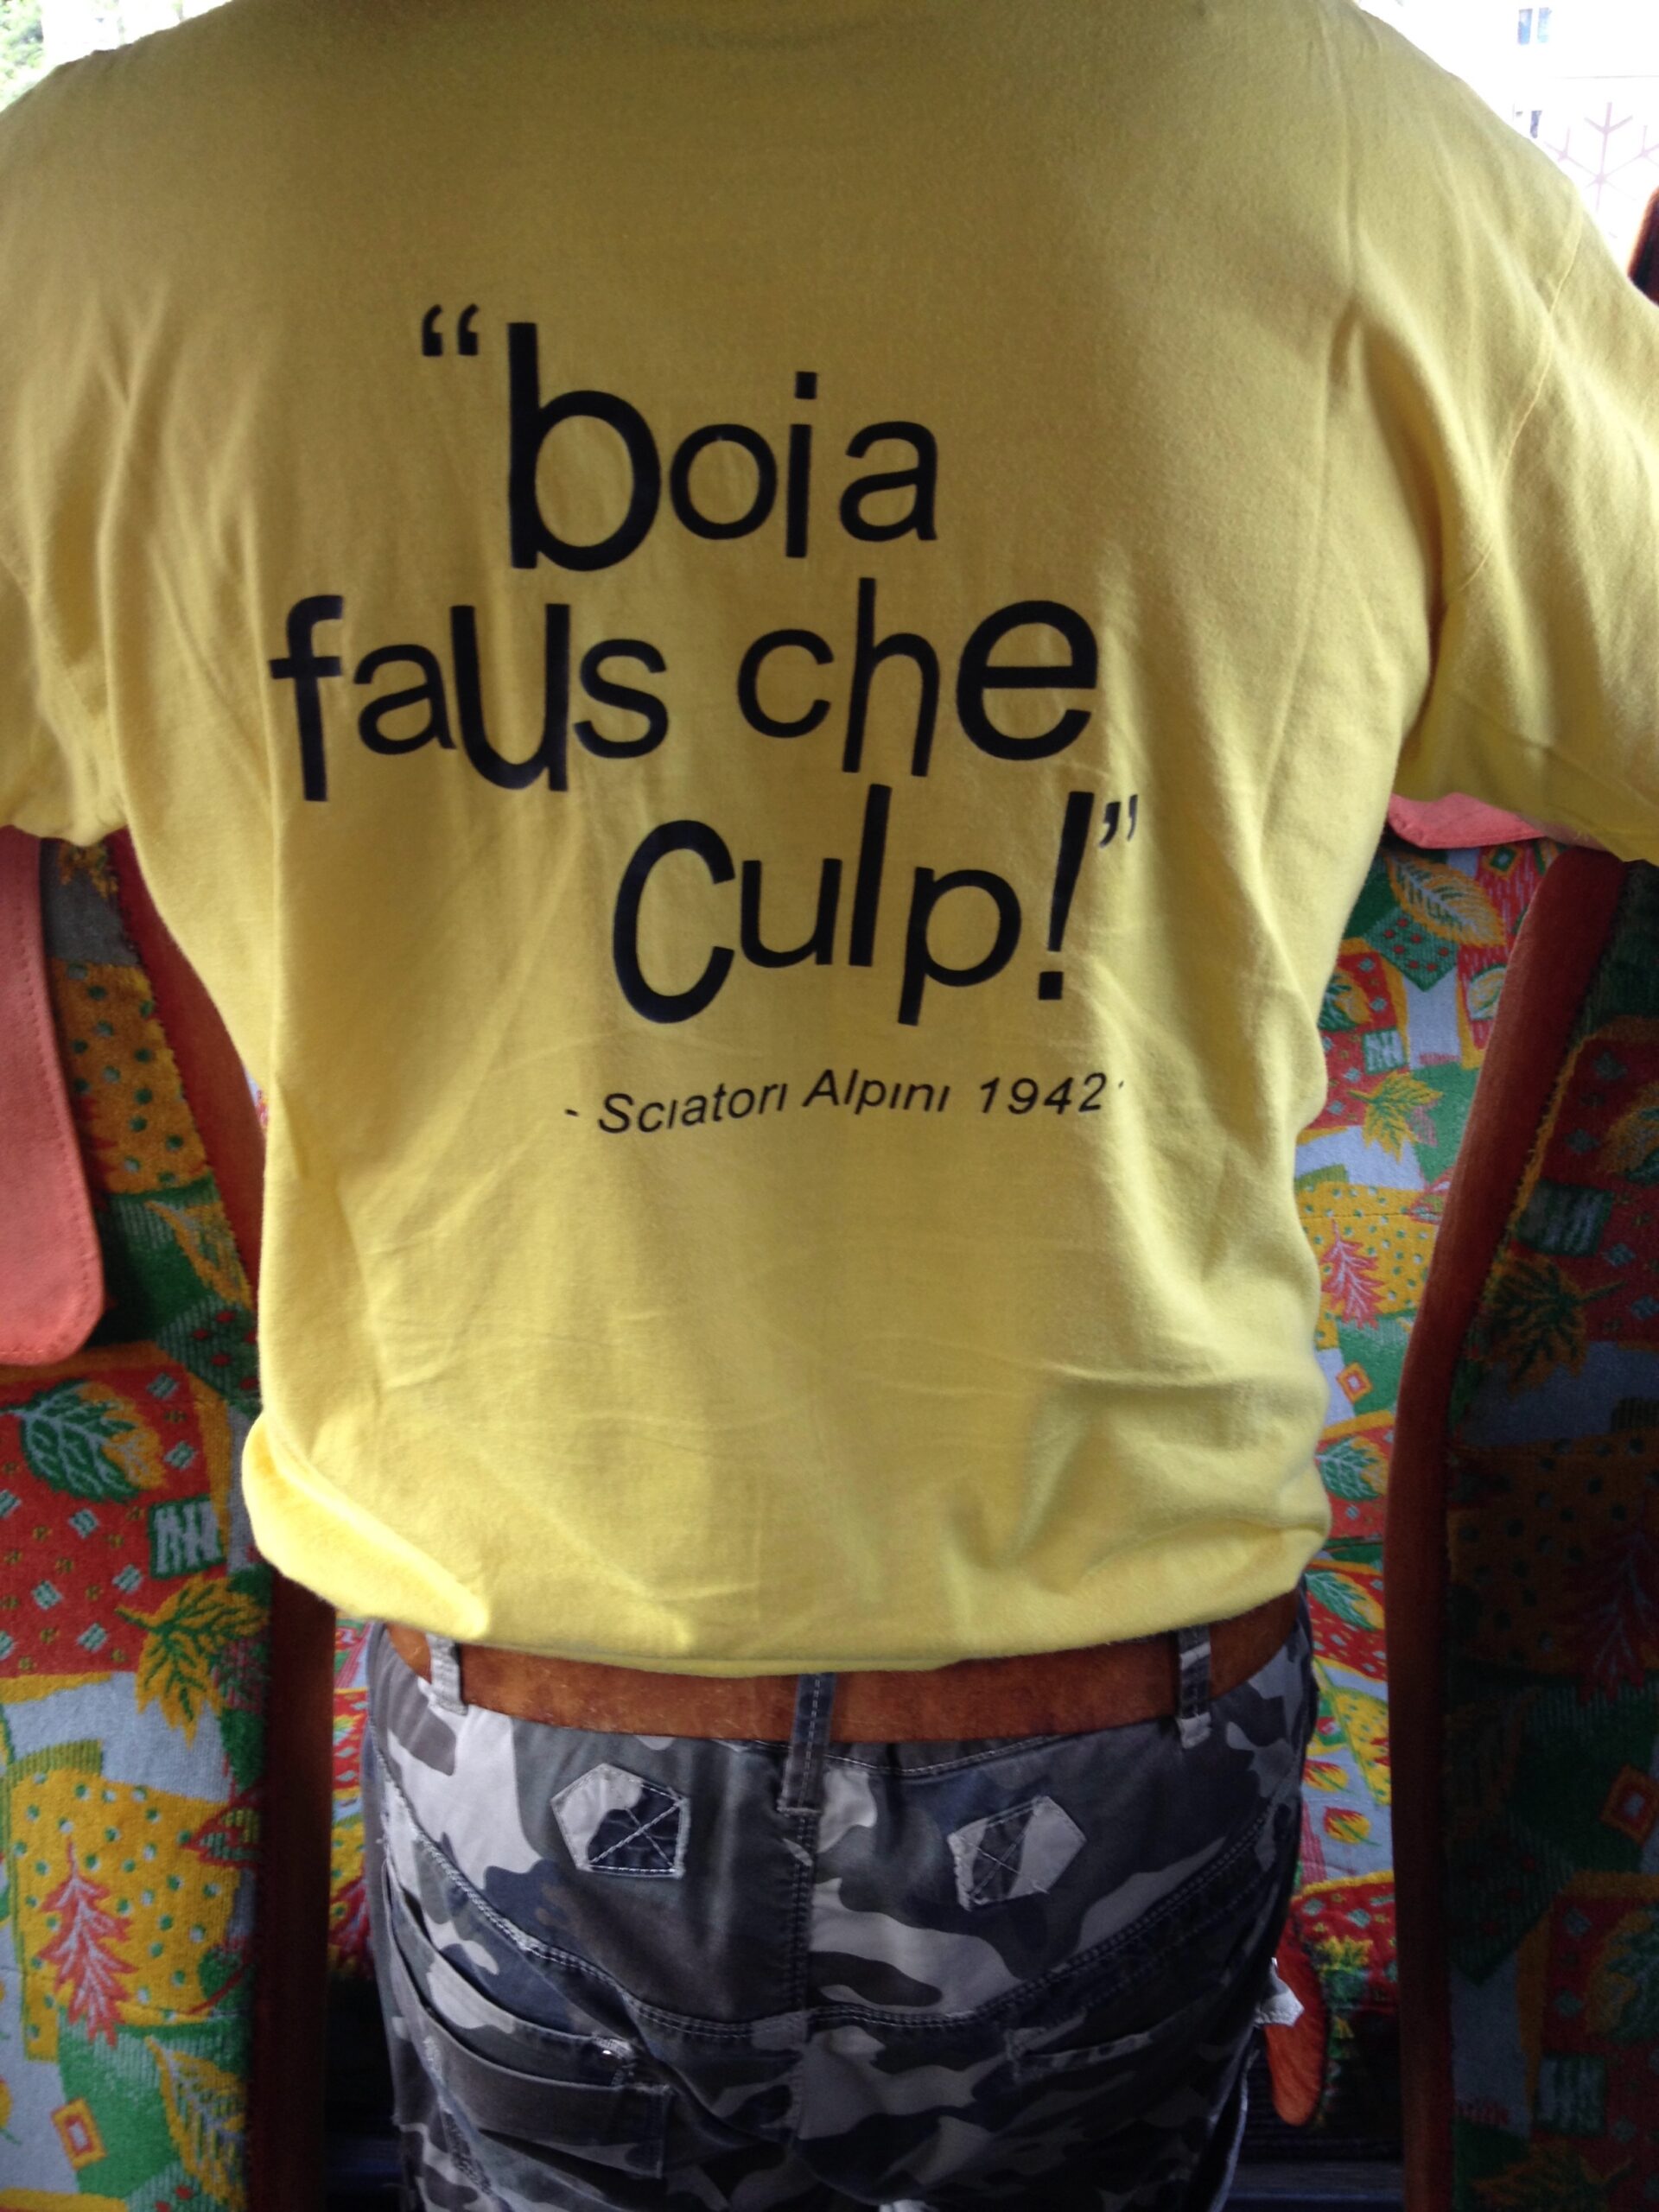 “boia
faus che
Culp!”
- Sciatori Alpini 1942 -